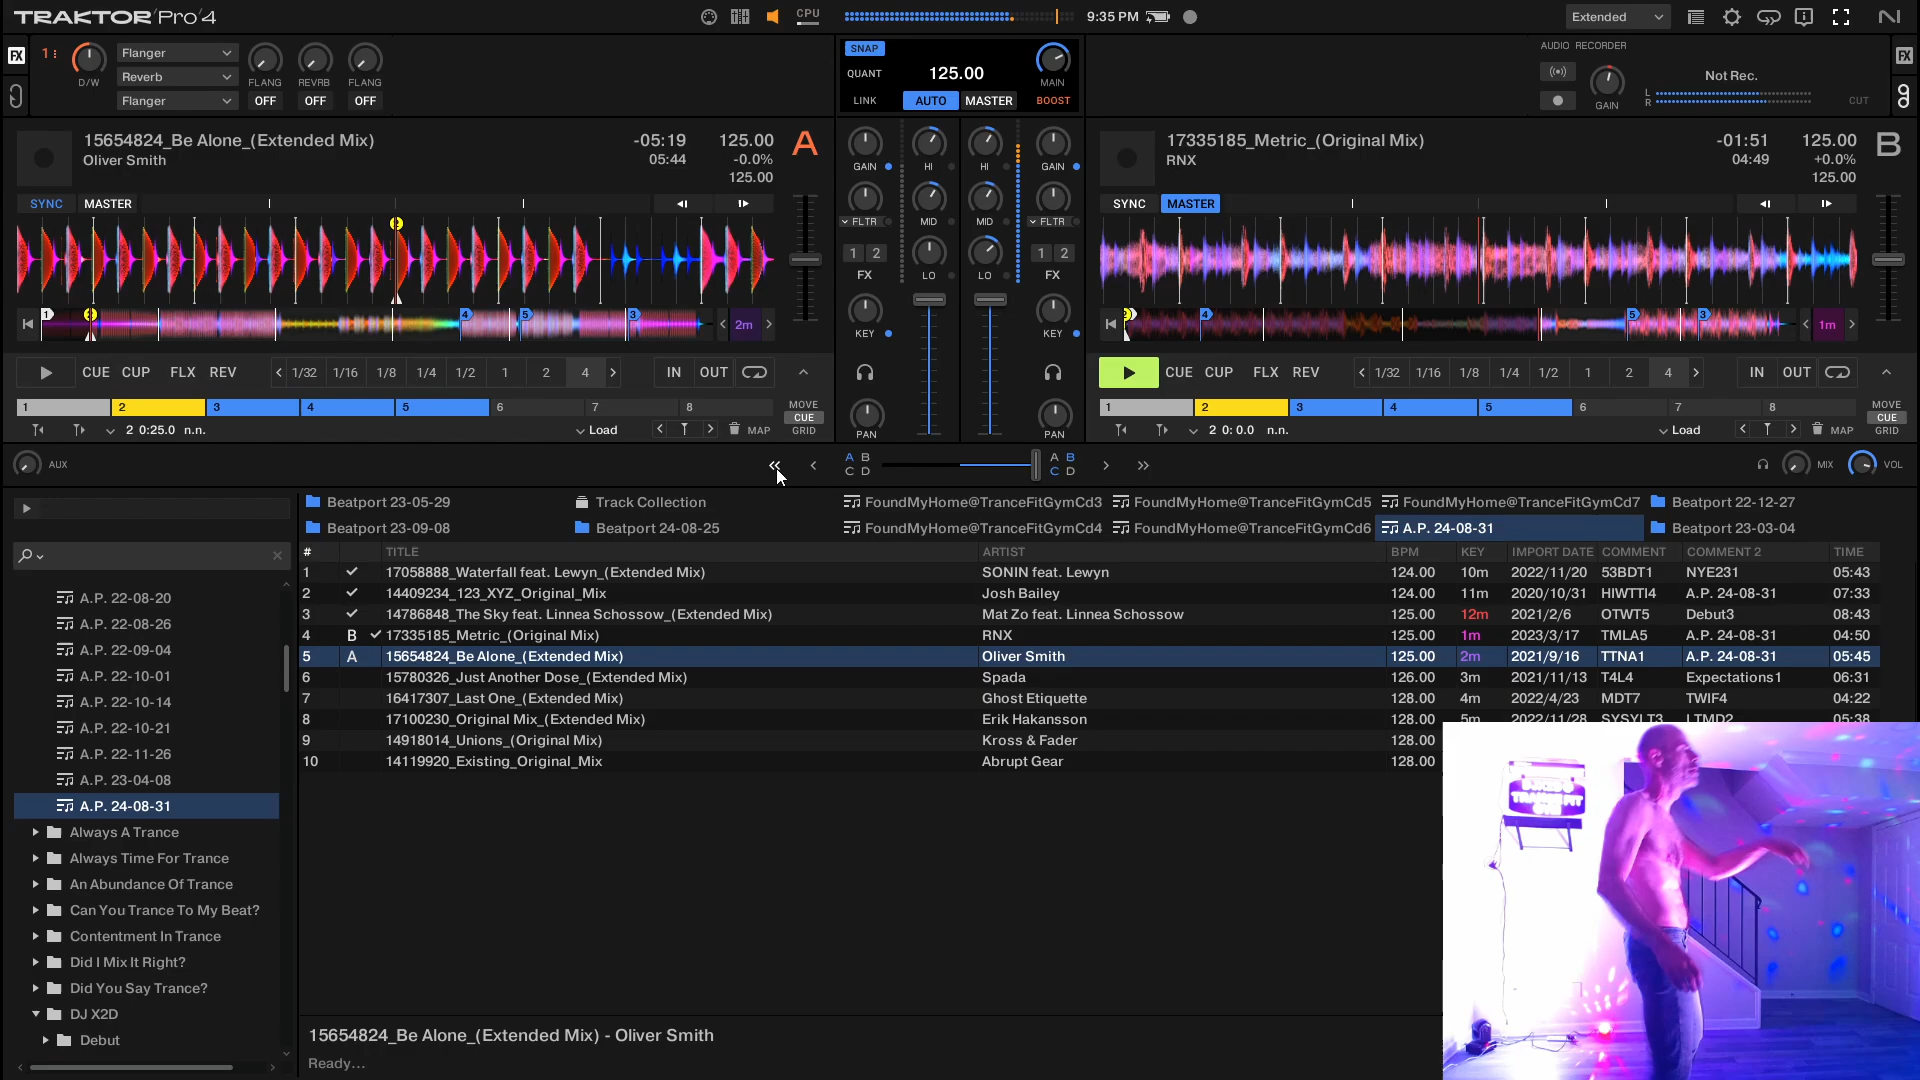 TRAKTOR Pro 4
CPU
9:35 PM
Extended
FX
1
D/W
Flanger
Reverb
Flanger
FLANG REVRB FLANG
OFF OFF OFF
SNAP
QUANT 125.00 MAIN
LINK AUTO MASTER BOOST
AUDIO RECORDER
Not Rec.
GAIN
L
R
CUT
FX
15654824_Be Alone_(Extended Mix)
Oliver Smith
-05:19
05:44
125.00
-0.0%
125.00
A
SYNC MASTER
2
1 2 4 5 3
2m
CUE CUP FLX REV
1/32 1/16 1/8 1/4 1/2 1 2 4
IN OUT
1 2 3 4 5 6 7 8
MOVE
CUE
GRID
2 0:25.0 n.n.
Load
MAP
GAIN HI HI GAIN
MID MID
FLTR FLTR
1 2 LO LO 1 2
FX FX
KEY KEY
PAN PAN
17335185_Metric_(Original Mix)
RNX
-01:51
04:49
125.00
+0.0%
125.00
B
SYNC MASTER
2 4 5 3
1m
CUE CUP FLX REV
1/32 1/16 1/8 1/4 1/2 1 2 4
IN OUT
1 2 3 4 5 6 7 8
MOVE
CUE
GRID
2 0: 0.0 n.n.
Load
MAP
AUX
A B
C D
A B
C D
MIX VOL
Beatport 23-05-29 Track Collection FoundMyHome@TranceFitGymCd3 FoundMyHome@TranceFitGymCd5 FoundMyHome@TranceFitGymCd7 Beatport 22-12-27
Beatport 23-09-08 Beatport 24-08-25 FoundMyHome@TranceFitGymCd4 FoundMyHome@TranceFitGymCd6 A.P. 24-08-31 Beatport 23-03-04
A.P. 22-08-20
A.P. 22-08-26
A.P. 22-09-04
A.P. 22-10-01
A.P. 22-10-14
A.P. 22-10-21
A.P. 22-11-26
A.P. 23-04-08
A.P. 24-08-31
Always A Trance
Always Time For Trance
An Abundance Of Trance
Can You Trance To My Beat?
Contentment In Trance
Did I Mix It Right?
Did You Say Trance?
DJ X2D
Debut
# TITLE ARTIST BPM KEY IMPORT DATE COMMENT COMMENT 2 TIME
1 17058888_Waterfall feat. Lewyn_(Extended Mix) SONIN feat. Lewyn 124.00 10m 2022/11/20 53BDT1 NYE231 05:43
2 14409234_123_XYZ_Original_Mix Josh Bailey 124.00 11m 2020/10/31 HIWTTI4 A.P. 24-08-31 07:33
3 14786848_The Sky feat. Linnea Schossow_(Extended Mix) Mat Zo feat. Linnea Schossow 125.00 12m 2021/2/6 OTWT5 Debut3 08:43
4 B 17335185_Metric_(Original Mix) RNX 125.00 1m 2023/3/17 TMLA5 A.P. 24-08-31 04:50
5 A 15654824_Be Alone_(Extended Mix) Oliver Smith 125.00 2m 2021/9/16 TTNA1 A.P. 24-08-31 05:45
6 15780326_Just Another Dose_(Extended Mix) Spada 126.00 3m 2021/11/13 T4L4 Expectations1 06:31
7 16417307_Last One_(Extended Mix) Ghost Etiquette 128.00 4m 2022/4/23 MDT7 TWIF4 04:22
8 17100230_Original Mix_(Extended Mix) Erik Hakansson 128.00 5m 2022/11/28 SYSYLT3 LTMD2 05:38
9 14918014_Unions_(Original Mix) Kross & Fader 128.00
10 14119920_Existing_Original_Mix Abrupt Gear 128.00
15654824_Be Alone_(Extended Mix) - Oliver Smith
Ready...